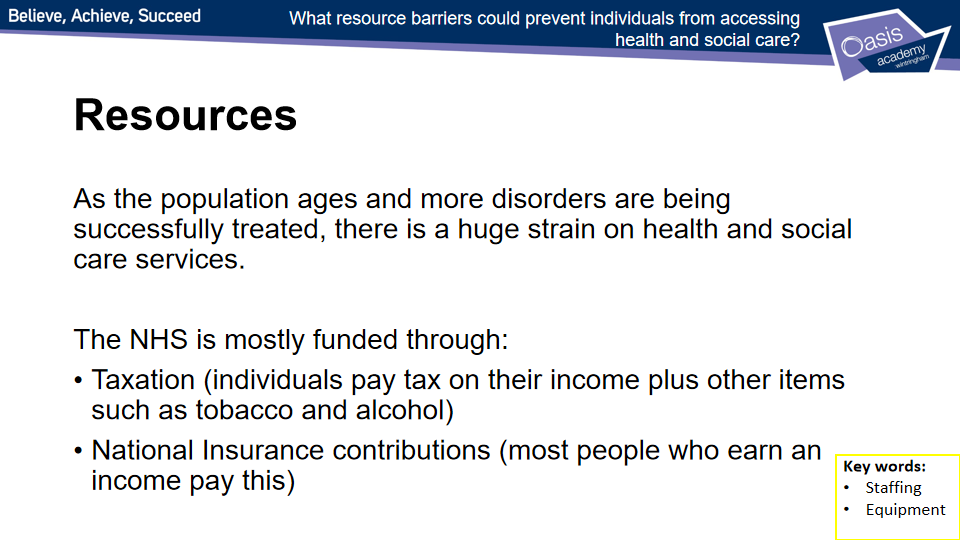 Believe, Achieve, Succeed
What resource barriers could prevent individuals from accessing
health and social care?
Oasis
academy
wintringham
Resources
As the population ages and more disorders are being
successfully treated, there is a huge strain on health and social
care services.
The NHS is mostly funded through:
• Taxation (individuals pay tax on their income plus other items
such as tobacco and alcohol)
• National Insurance contributions (most people who earn an
income pay this)
Key words:
• Staffing
• Equipment